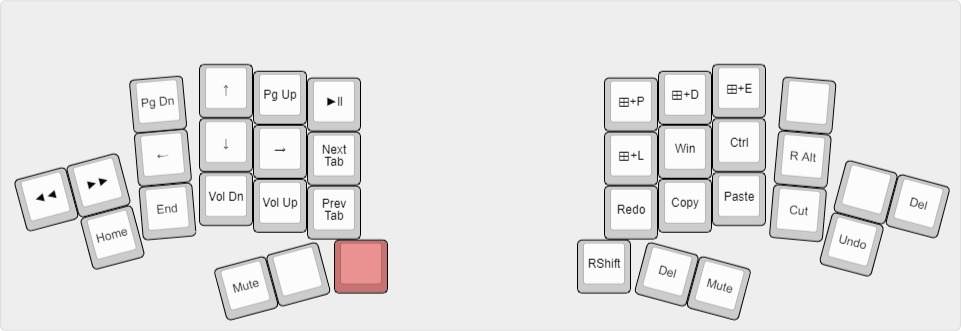 Pg Dn
↑
Pg Up
►II
⊞+P
⊞+D
⊞+E
←
↓
→
Next
Tab
⊞+L
Win
Ctrl
R Alt
◄◄
►►
Home
End
Vol Dn
Vol Up
Prev
Tab
Redo
Copy
Paste
Cut
Undo
Del
Mute
RShift
Del
Mute